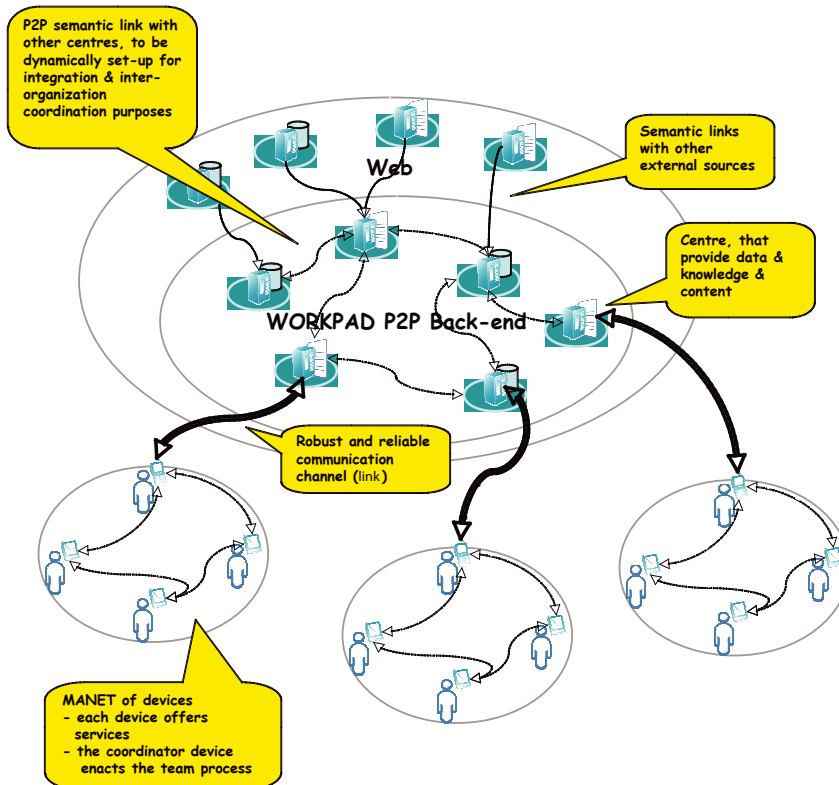 P2P semantic link with
other centres, to be
dynamically set-up for
integration & inter-
organization
coordination purposes
Web
Semantic links
with other
external sources
Centre, that
provide data &
knowledge &
content
WORKPAD P2P Back-end
Robust and reliable
communication
channel (link)
MANET of devices
- each device offers
services
- the coordinator device
enacts the team process